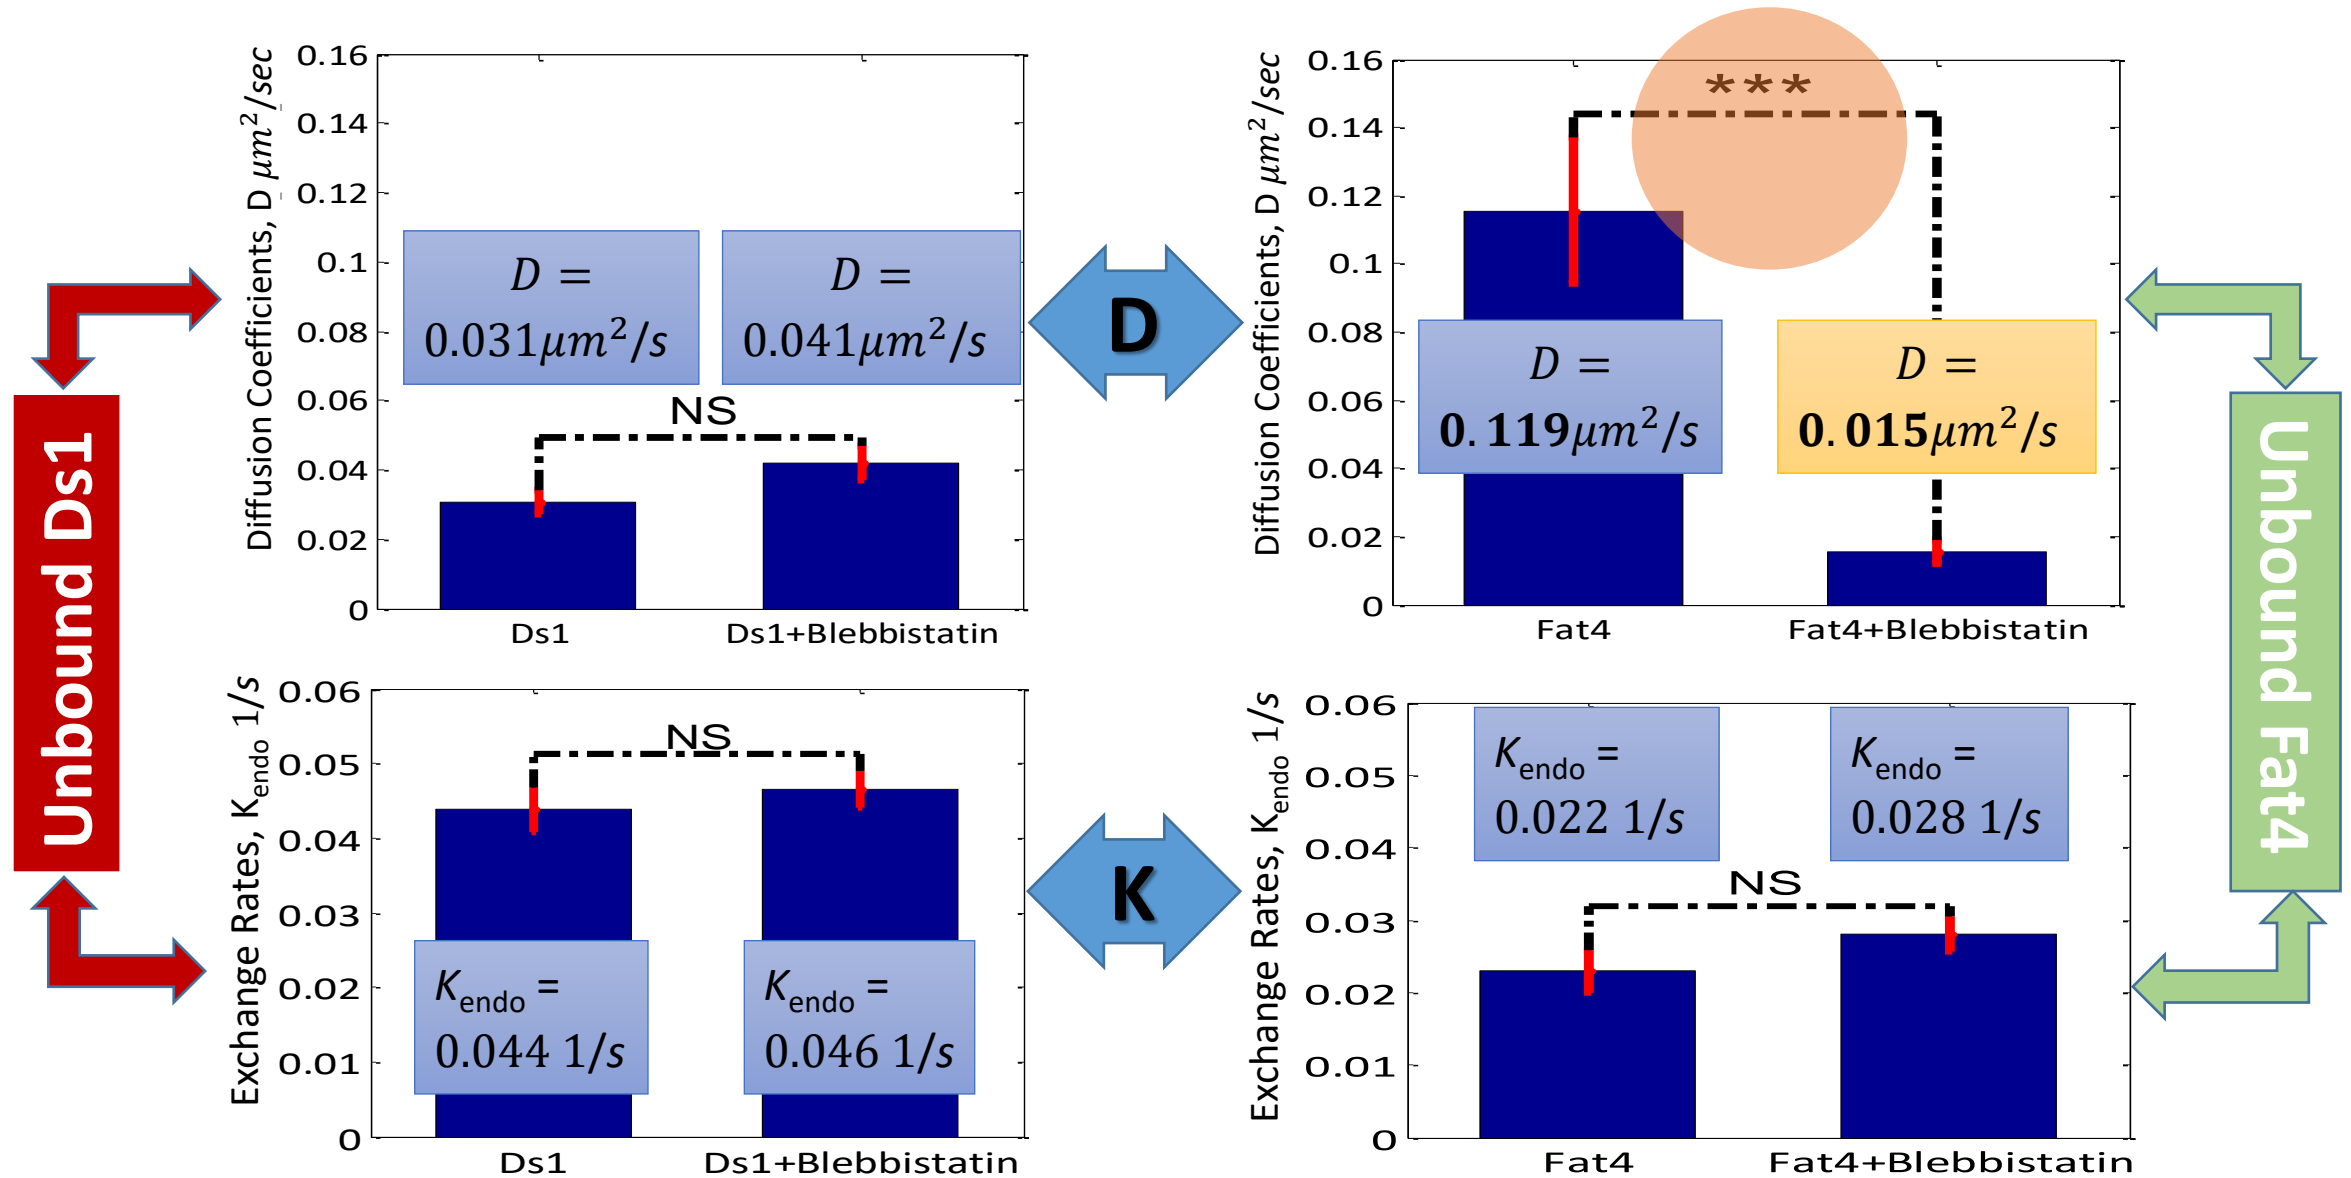 Unbound Ds1
Diffusion Coefficients, D μm²/sec
0.16
0.14
0.12
0.1
0.08
0.06
0.04
0.02
0
D =
0.031μm²/s
D =
0.041μm²/s
NS
Ds1
Ds1+Blebbistatin
D
Diffusion Coefficients, D μm²/sec
0.16
0.14
0.12
0.1
0.08
0.06
0.04
0.02
0
***
D =
0.119μm²/s
D =
0.015μm²/s
Fat4
Fat4+Blebbistatin
Unbound Fat4
Exchange Rates, Kendo 1/s
0.06
0.05
0.04
0.03
0.02
0.01
0
NS
Kendo =
0.044 1/s
Kendo =
0.046 1/s
Ds1
Ds1+Blebbistatin
K
Exchange Rates, Kendo 1/s
0.06
0.05
0.04
0.03
0.02
0.01
0
Kendo =
0.022 1/s
Kendo =
0.028 1/s
NS
Fat4
Fat4+Blebbistatin